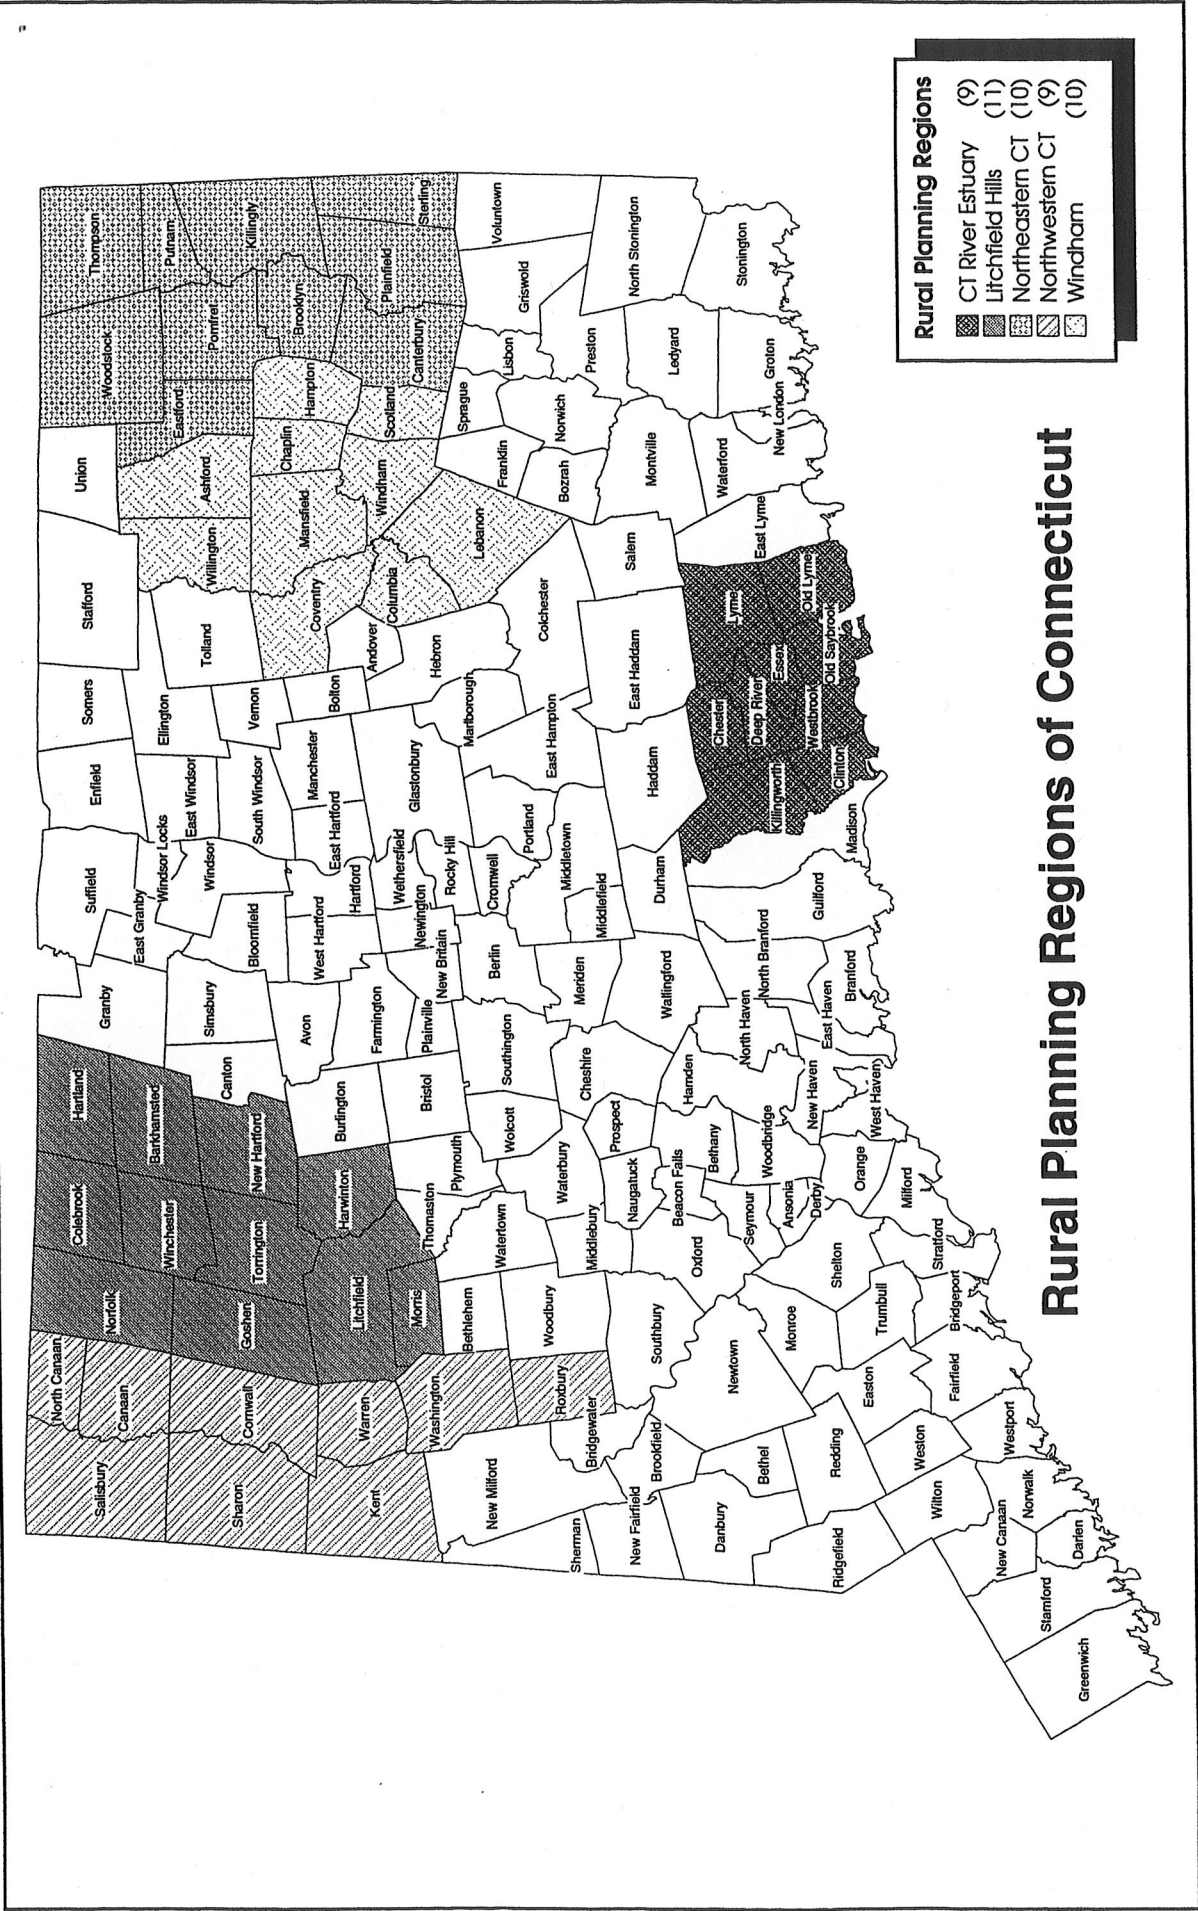 Rural Planning Regions of Connecticut
Rural Planning Regions
CT River Estuary (9)
Litchfield Hills (11)
Northeastern CT (10)
Northwestern CT (9)
Windham (10)
Salisbury
North Canaan
Canaan
Norfolk
Colebrook
Hartland
Granby
Suffield
East Granby
Enfield
Somers
Stafford
Union
Woodstock
Thompson
Putnam
Sharon
Cornwall
Goshen
Winchester
Torrington
Barkhamsted
New Hartford
Canton
Simsbury
Bloomfield
Windsor Locks
Windsor
East Windsor
South Windsor
Ellington
Vernon
Tolland
Willington
Ashford
Eastford
Pomfret
Killingly
Kent
Warren
Litchfield
Morris
Harwinton
Burlington
Avon
Farmington
West Hartford
Hartford
East Hartford
Manchester
Bolton
Coventry
Andover
Columbia
Mansfield
Windham
Chaplin
Hampton
Scotland
Brooklyn
Canterbury
Plainfield
Sterling
New Milford
Washington
Bethlehem
Thomaston
Plymouth
Bristol
Plainville
New Britain
Newington
Wethersfield
Rocky Hill
Glastonbury
Marlborough
Hebron
Lebanon
Franklin
Sprague
Lisbon
Griswold
Voluntown
Sherman
New Fairfield
Bridgewater
Brookfield
Roxbury
Woodbury
Watertown
Middlebury
Waterbury
Wolcott
Southington
Cheshire
Prospect
Naugatuck
Berlin
Meriden
Cromwell
Middletown
Middlefield
Portland
East Hampton
Colchester
Salem
Bozrah
Norwich
Preston
North Stonington
Danbury
Bethel
Newtown
Southbury
Oxford
Seymour
Beacon Falls
Bethany
Woodbridge
Hamden
Wallingford
North Haven
North Branford
Durham
Haddam
East Haddam
Montville
Ledyard
Stonington
Ridgefield
Redding
Monroe
Shelton
Ansonia
Derby
Orange
New Haven
West Haven
East Haven
Branford
Guilford
Madison
Killingworth
Chester
Deep River
Essex
Westbrook
Clinton
Old Saybrook
Lyme
Old Lyme
East Lyme
Waterford
New London
Groton
Wilton
Weston
Easton
Trumbull
Stratford
Milford
Bridgeport
Fairfield
Westport
Norwalk
New Canaan
Darien
Stamford
Greenwich